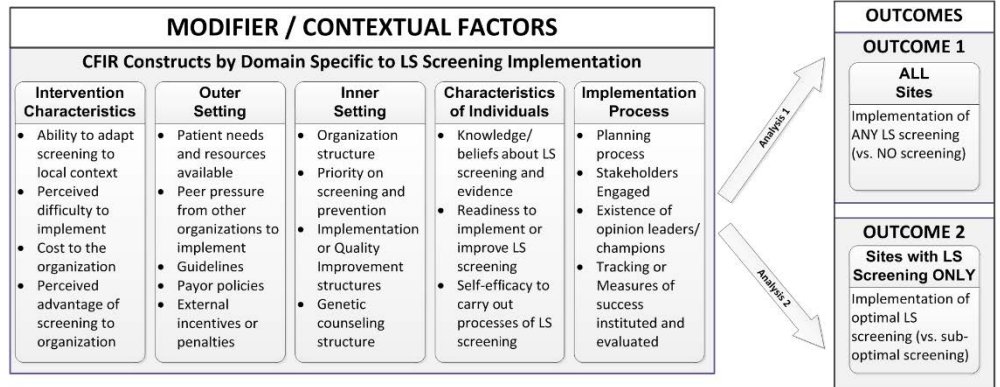 MODIFIER / CONTEXTUAL FACTORS
CFIR Constructs by Domain Specific to LS Screening Implementation
Intervention
Characteristics
• Ability to adapt
screening to
local context
• Perceived
difficulty to
implement
• Cost to the
organization
• Perceived
advantage of
screening to
organization
Outer
Setting
• Patient needs
and resources
available
• Peer pressure
from other
organizations to
implement
• Guidelines
• Payor policies
• External
incentives or
penalties
Inner
Setting
• Organization
structure
• Priority on
screening and
prevention
• Implementation
or Quality
Improvement
structures
• Genetic
counseling
structure
Characteristics
of Individuals
• Knowledge/
beliefs about LS
screening and
evidence
• Readiness to
implement or
improve LS
screening
• Self-efficacy to
carry out
processes of LS
screening
Implementation
Process
• Planning
process
• Stakeholders
Engaged
• Existence of
opinion leaders/
champions
• Tracking or
Measures of
success
instituted and
evaluated
Analysis 1
Analysis 2
OUTCOMES
OUTCOME 1
ALL
Sites
Implementation of
ANY LS screening
(vs. NO screening)
OUTCOME 2
Sites with LS
Screening ONLY
Implementation of
optimal LS
screening (vs. sub-
optimal screening)